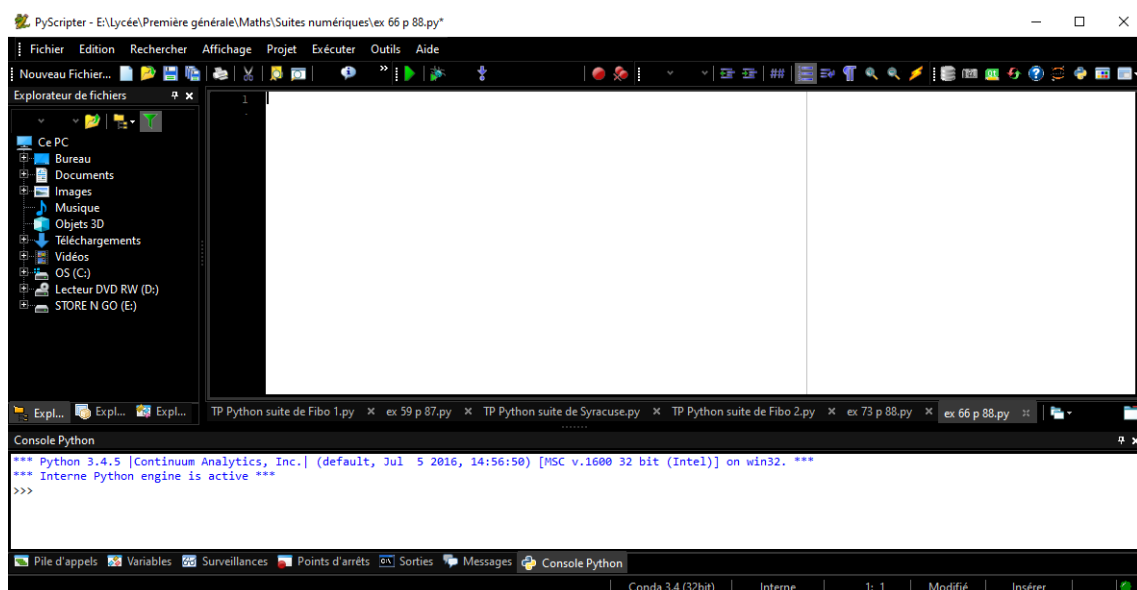 PyScripter - E:\Lycée\Première générale\Maths\Suites numériques\ex 66 p 88.py*
Fichier Edition Rechercher Affichage Projet Exécuter Outils Aide
Nouveau Fichier... » ##
Explorateur de fichiers
1
Ce PC
Bureau
Documents
Images
Musique
Objets 3D
Téléchargements
Vidéos
OS (C:)
Lecteur DVD RW (D:)
STORE N GO (E:)
Expl... Expl... Expl... TP Python suite de Fibo 1.py × ex 59 p 87.py × TP Python suite de Syracuse.py × TP Python suite de Fibo 2.py × ex 73 p 88.py × ex 66 p 88.py ×
Console Python
*** Python 3.4.5 |Continuum Analytics, Inc.| (default, Jul  5 2016, 14:56:50) [MSC v.1600 32 bit (Intel)] on win32. ***
*** Interne Python engine is active ***
>>>
Pile d'appels Variables Surveillances Points d'arrêts Sorties Messages Console Python
Conda 3.4 (32bit) Interne 1: 1 Modifié Insérer